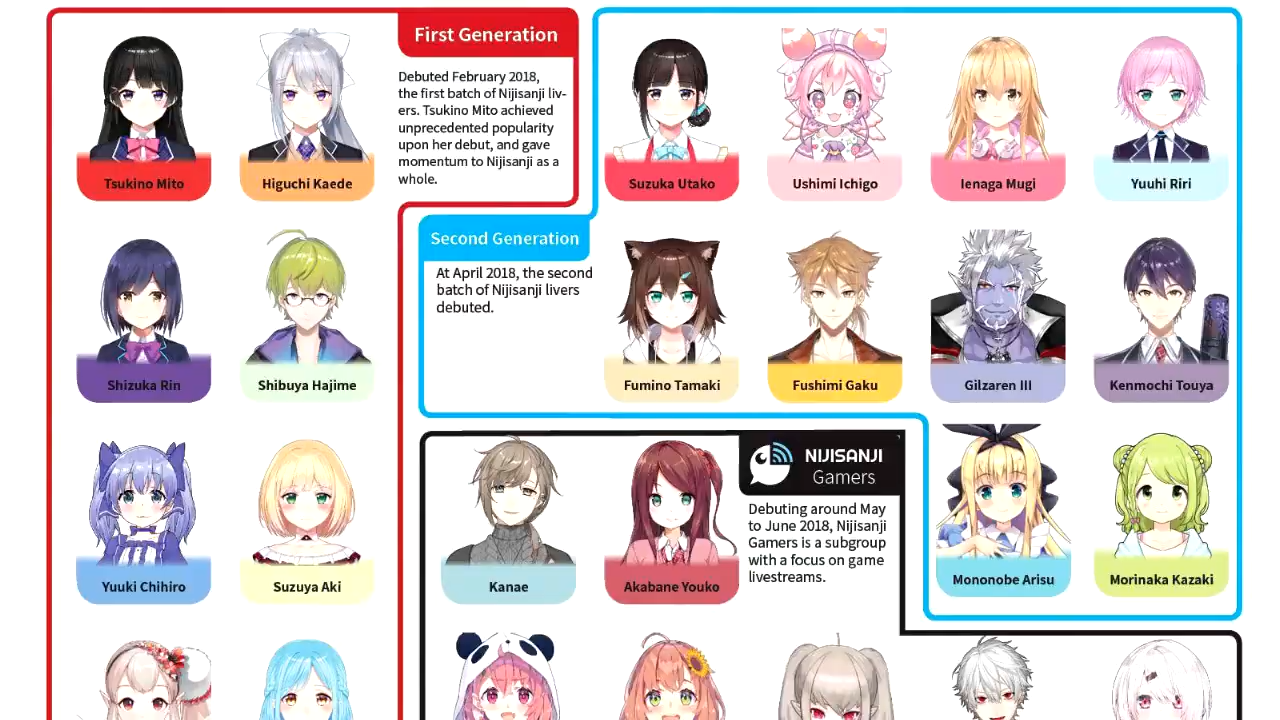 First Generation
Debuted February 2018,
the first batch of Nijisanji liv-
ers. Tsukino Mito achieved
unprecedented popularity
upon her debut, and gave
momentum to Nijisanji as a
whole.
Tsukino Mito
Higuchi Kaede
Shizuka Rin
Shibuya Hajime
Yuuki Chihiro
Suzuya Aki
Second Generation
At April 2018, the second
batch of Nijisanji livers
debuted.
Suzuka Utako
Ushimi Ichigo
Ienaga Mugi
Yuuhi Riri
Fumino Tamaki
Fushimi Gaku
Gilzaren III
Kenmochi Touya
Mononobe Arisu
Morinaka Kazaki
NIJISANJI
Gamers
Debuting around May
to June 2018, Nijisanji
Gamers is a subgroup
with a focus on game
livestreams.
Kanae
Akabane Youko